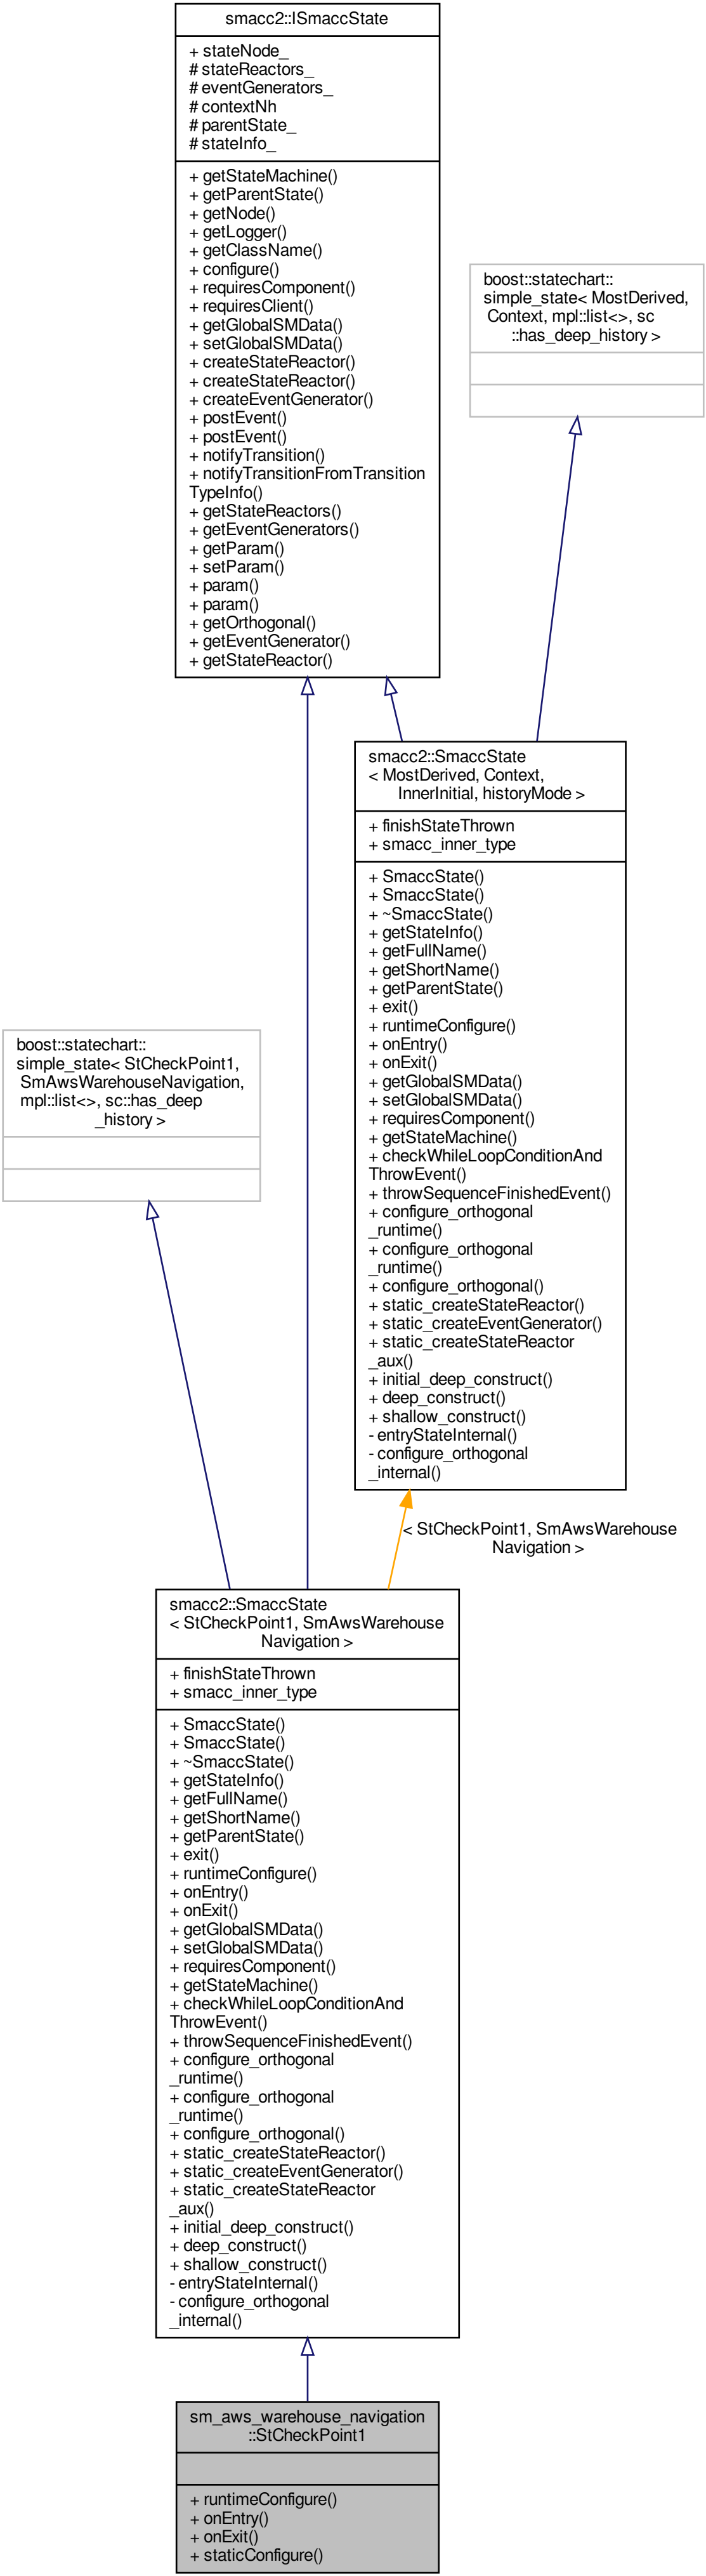 smacc2::ISmaccState
+ stateNode_
# stateReactors_
# eventGenerators_
# contextNh
# parentState_
# stateInfo_
+ getStateMachine()
+ getParentState()
+ getNode()
+ getLogger()
+ getClassName()
+ configure()
+ requiresComponent()
+ requiresClient()
+ getGlobalSMData()
+ setGlobalSMData()
+ createStateReactor()
+ createStateReactor()
+ createEventGenerator()
+ postEvent()
+ postEvent()
+ notifyTransition()
+ notifyTransitionFromTransition
TypeInfo()
+ getStateReactors()
+ getEventGenerators()
+ getParam()
+ setParam()
+ param()
+ param()
+ getOrthogonal()
+ getEventGenerator()
+ getStateReactor()
boost::statechart::
simple_state< MostDerived,
Context, mpl::list<>, sc
::has_deep_history >
smacc2::SmaccState
< MostDerived, Context,
InnerInitial, historyMode >
+ finishStateThrown
+ smacc_inner_type
+ SmaccState()
+ SmaccState()
+ ~SmaccState()
+ getStateInfo()
+ getFullName()
+ getShortName()
+ getParentState()
+ exit()
+ runtimeConfigure()
+ onEntry()
+ onExit()
+ getGlobalSMData()
+ setGlobalSMData()
+ requiresComponent()
+ getStateMachine()
+ checkWhileLoopConditionAnd
ThrowEvent()
+ throwSequenceFinishedEvent()
+ configure_orthogonal
_runtime()
+ configure_orthogonal
_runtime()
+ configure_orthogonal()
+ static_createStateReactor()
+ static_createEventGenerator()
+ static_createStateReactor
_aux()
+ initial_deep_construct()
+ deep_construct()
+ shallow_construct()
- entryStateInternal()
- configure_orthogonal
_internal()
boost::statechart::
simple_state< StCheckPoint1,
SmAwsWarehouseNavigation,
mpl::list<>, sc::has_deep
_history >
< StCheckPoint1, SmAwsWarehouse
Navigation >
smacc2::SmaccState
< StCheckPoint1, SmAwsWarehouse
Navigation >
+ finishStateThrown
+ smacc_inner_type
+ SmaccState()
+ SmaccState()
+ ~SmaccState()
+ getStateInfo()
+ getFullName()
+ getShortName()
+ getParentState()
+ exit()
+ runtimeConfigure()
+ onEntry()
+ onExit()
+ getGlobalSMData()
+ setGlobalSMData()
+ requiresComponent()
+ getStateMachine()
+ checkWhileLoopConditionAnd
ThrowEvent()
+ throwSequenceFinishedEvent()
+ configure_orthogonal
_runtime()
+ configure_orthogonal
_runtime()
+ configure_orthogonal()
+ static_createStateReactor()
+ static_createEventGenerator()
+ static_createStateReactor
_aux()
+ initial_deep_construct()
+ deep_construct()
+ shallow_construct()
- entryStateInternal()
- configure_orthogonal
_internal()
sm_aws_warehouse_navigation
::StCheckPoint1
+ runtimeConfigure()
+ onEntry()
+ onExit()
+ staticConfigure()